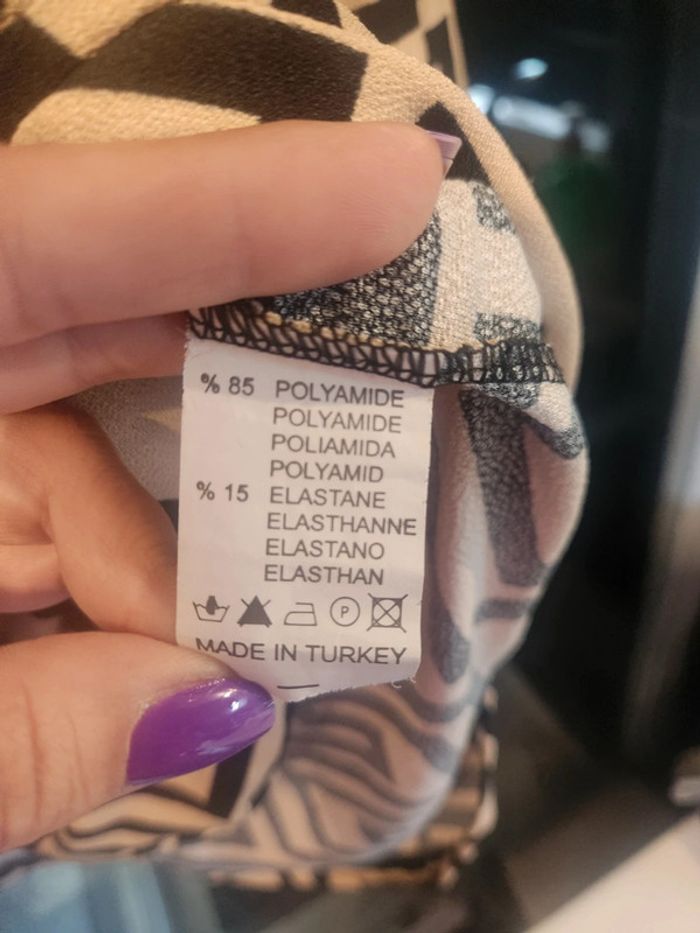 % 85 POLYAMIDE
POLYAMIDE
POLIAMIDA
POLYAMID
% 15 ELASTANE
ELASTHANNE
ELASTANO
ELASTHAN
P
MADE IN TURKEY